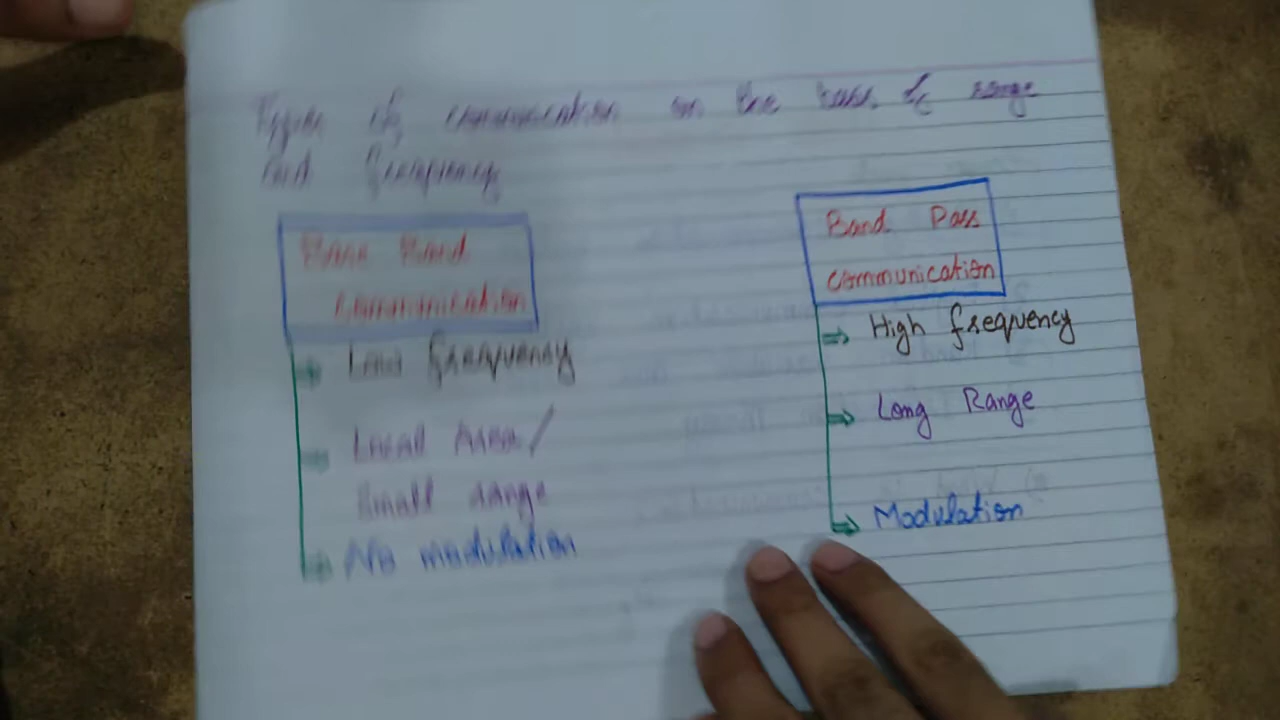 Types of communication on the basis of range
and frequency
Base Band
communication
Low frequency
Local Area/
Small range
No modulation
Band Pass
communication
High frequency
Long Range
Modulation